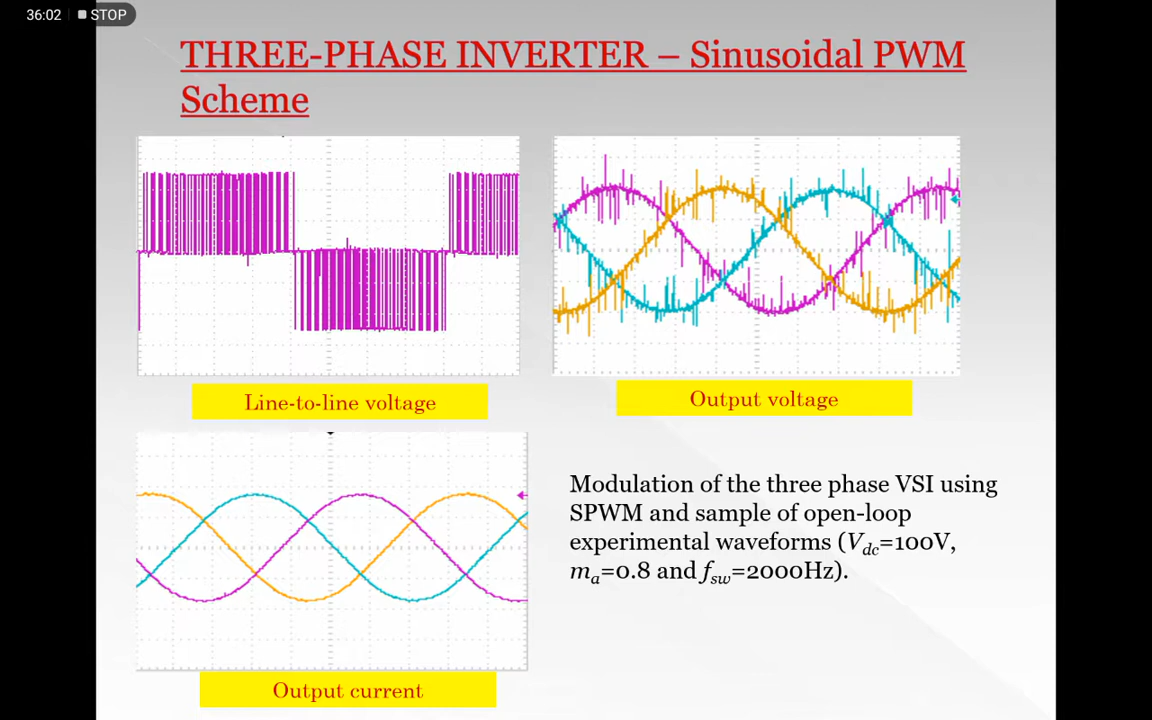 36:02 STOP
THREE-PHASE INVERTER – Sinusoidal PWM
Scheme
Line-to-line voltage
Output voltage
Modulation of the three phase VSI using
SPWM and sample of open-loop
experimental waveforms (Vdc=100V,
ma=0.8 and fsw=2000Hz).
Output current